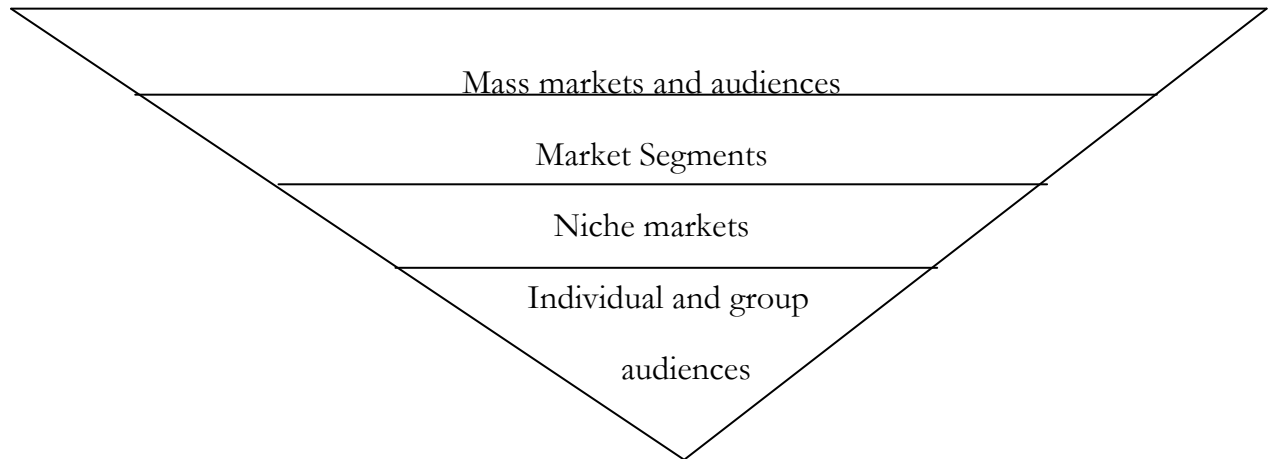 Mass markets and audiences
Market Segments
Niche markets
Individual and group
audiences